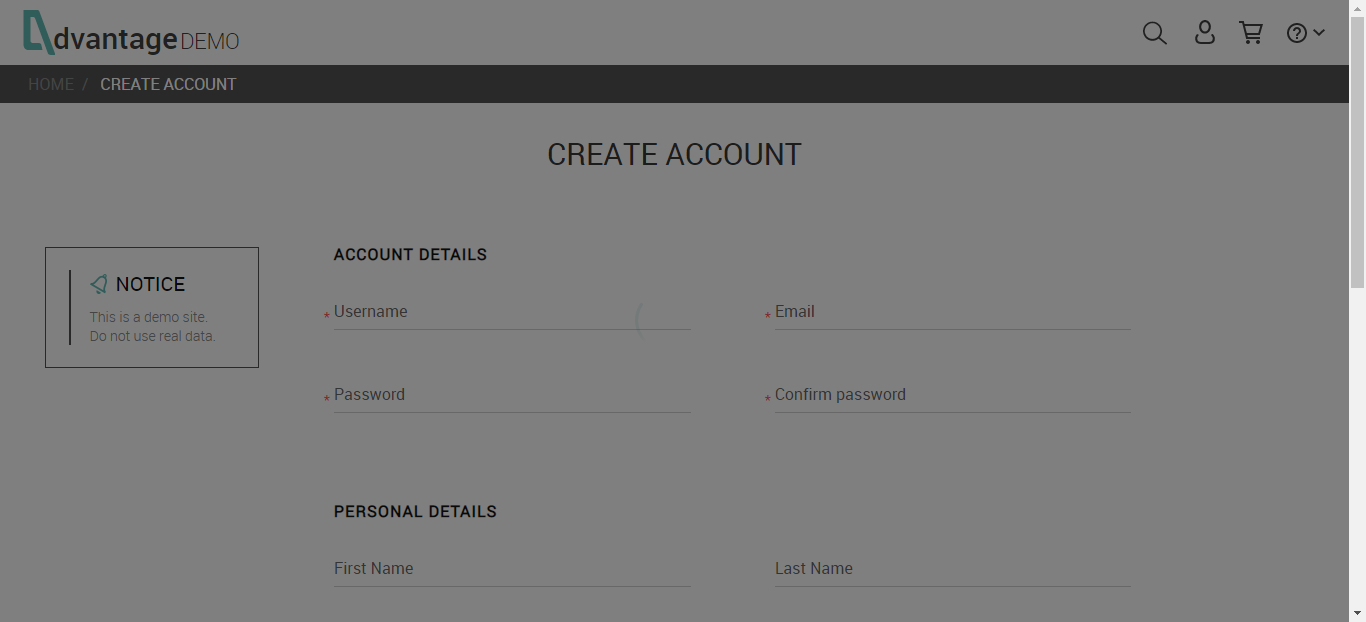 dvantage DEMO
HOME / CREATE ACCOUNT
CREATE ACCOUNT
NOTICE
This is a demo site.
Do not use real data.
ACCOUNT DETAILS
* Username
* Email
* Password
* Confirm password
PERSONAL DETAILS
First Name
Last Name